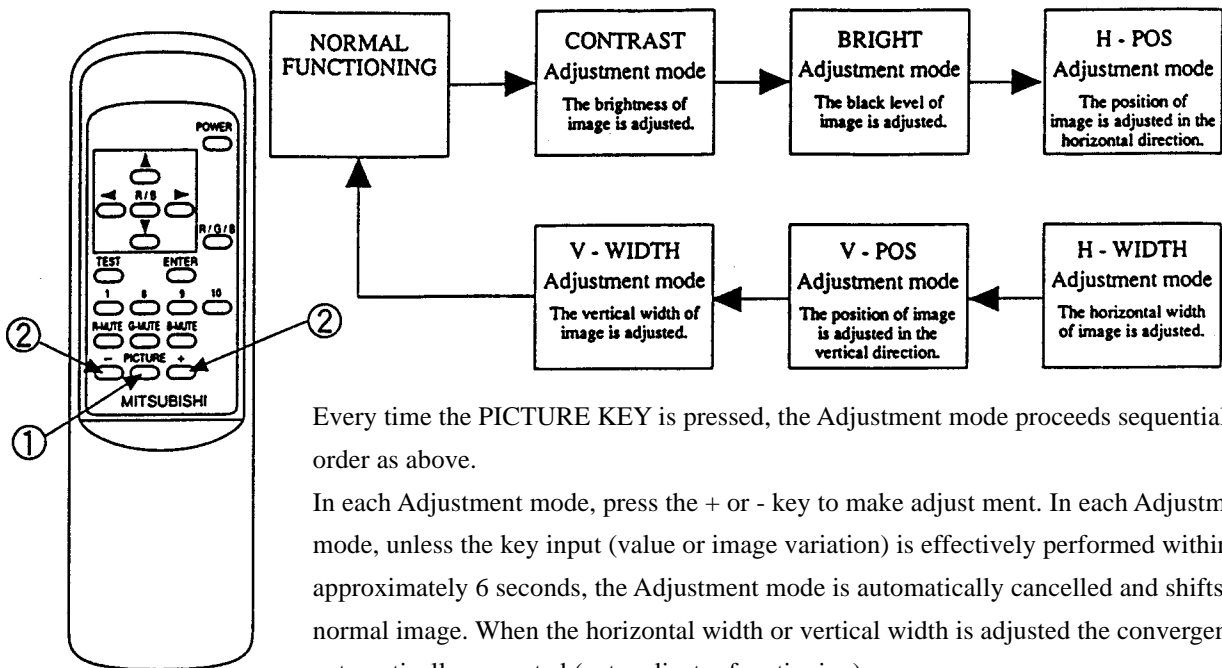 NORMAL
FUNCTIONING
CONTRAST
Adjustment mode
The brightness of
image is adjusted.
BRIGHT
Adjustment mode
The black level of
image is adjusted.
H - POS
Adjustment mode
The position of
image is adjusted in the
horizontal direction.
V - WIDTH
Adjustment mode
The vertical width of
image is adjusted.
V - POS
Adjustment mode
The position of image
is adjusted in the
vertical direction.
H - WIDTH
Adjustment mode
The horizontal width
of image is adjusted.
POWER
R / S
R / G / B
TEST ENTER
1 8 9 10
R-MUTE G-MUTE B-MUTE
② ②
− PICTURE +
MITSUBISHI
①
Every time the PICTURE KEY is pressed, the Adjustment mode proceeds sequential
order as above.
In each Adjustment mode, press the + or - key to make adjust ment. In each Adjustm
mode, unless the key input (value or image variation) is effectively performed within
approximately 6 seconds, the Adjustment mode is automatically cancelled and shifts
normal image. When the horizontal width or vertical width is adjusted the convergen